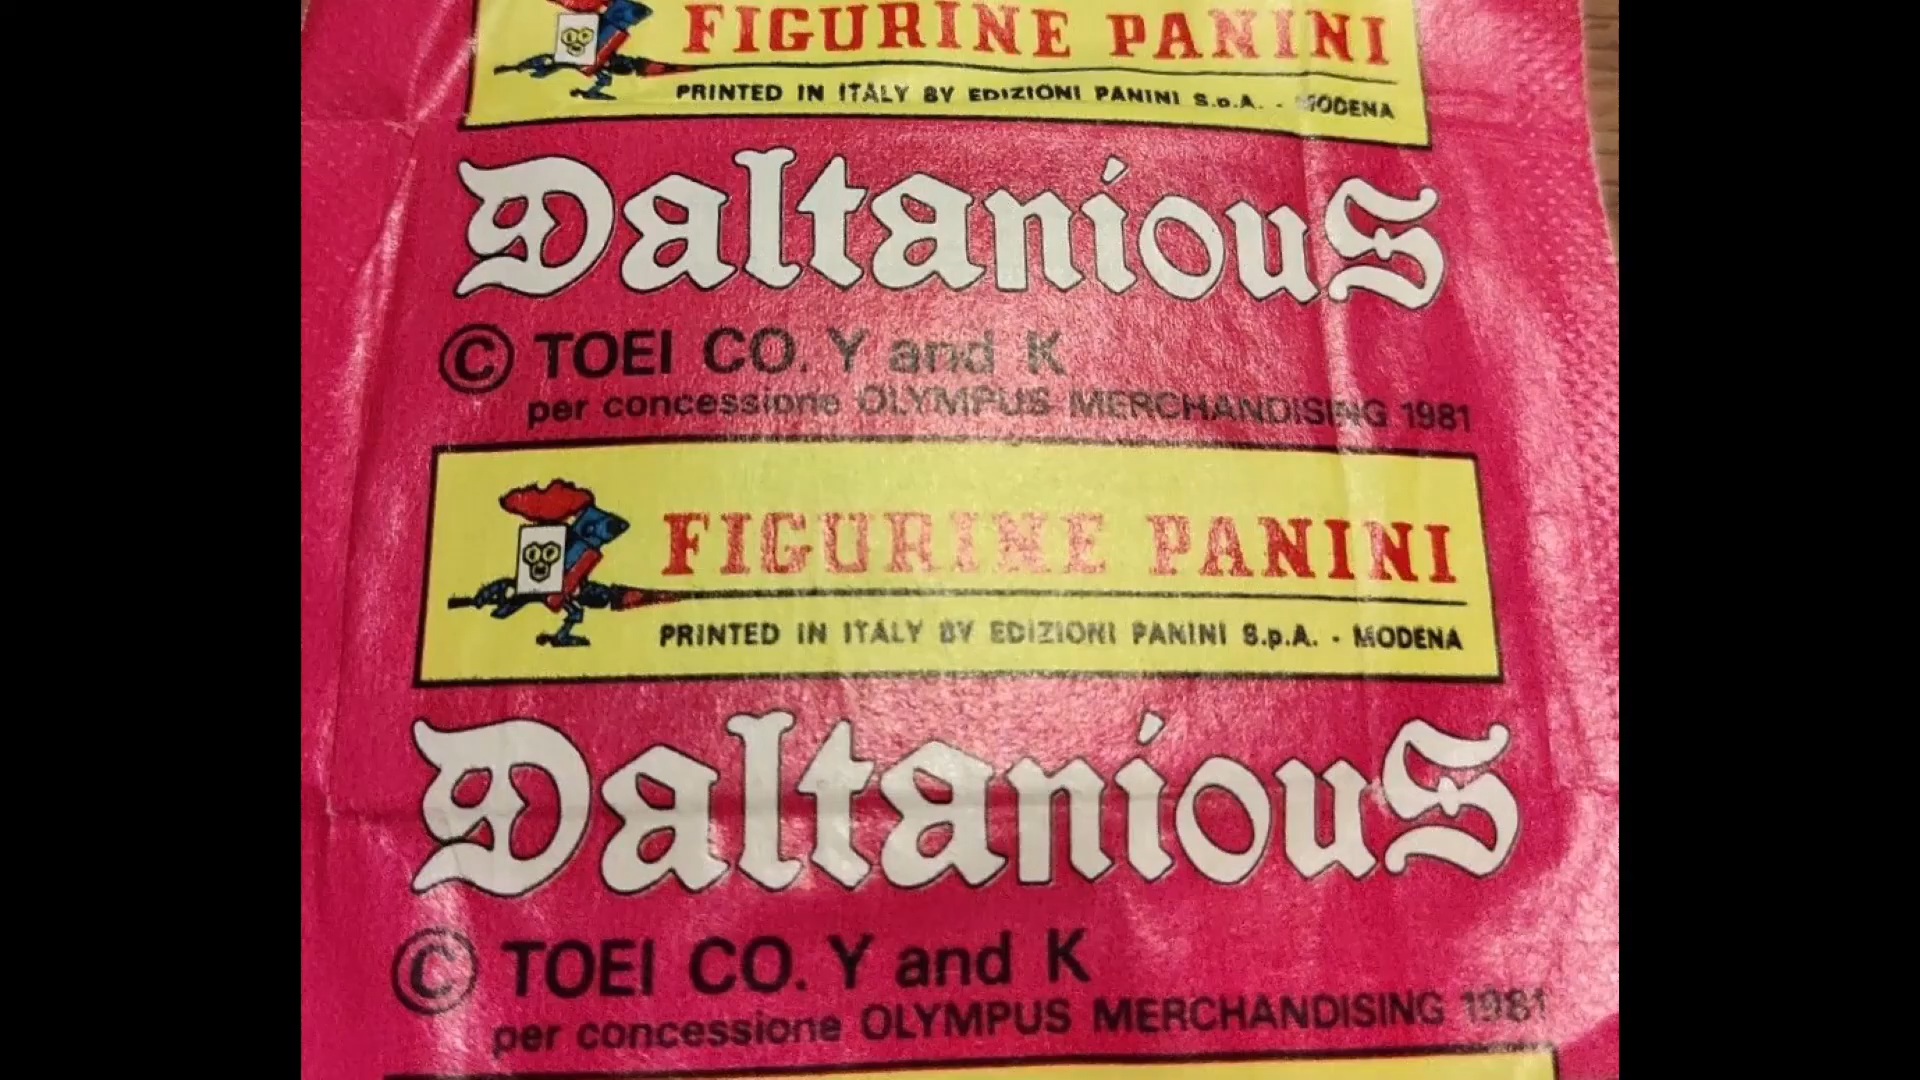 FIGURINE PANINI
PRINTED IN ITALY BY EDIZIONI PANINI S.p.A. - MODENA
DaltaniouS
© TOEI CO. Y and K
per concessione OLYMPUS MERCHANDISING 1981
FIGURINE PANINI
PRINTED IN ITALY BY EDIZIONI PANINI S.p.A. - MODENA
DaltaniouS
© TOEI CO. Y and K
per concessione OLYMPUS MERCHANDISING 1981